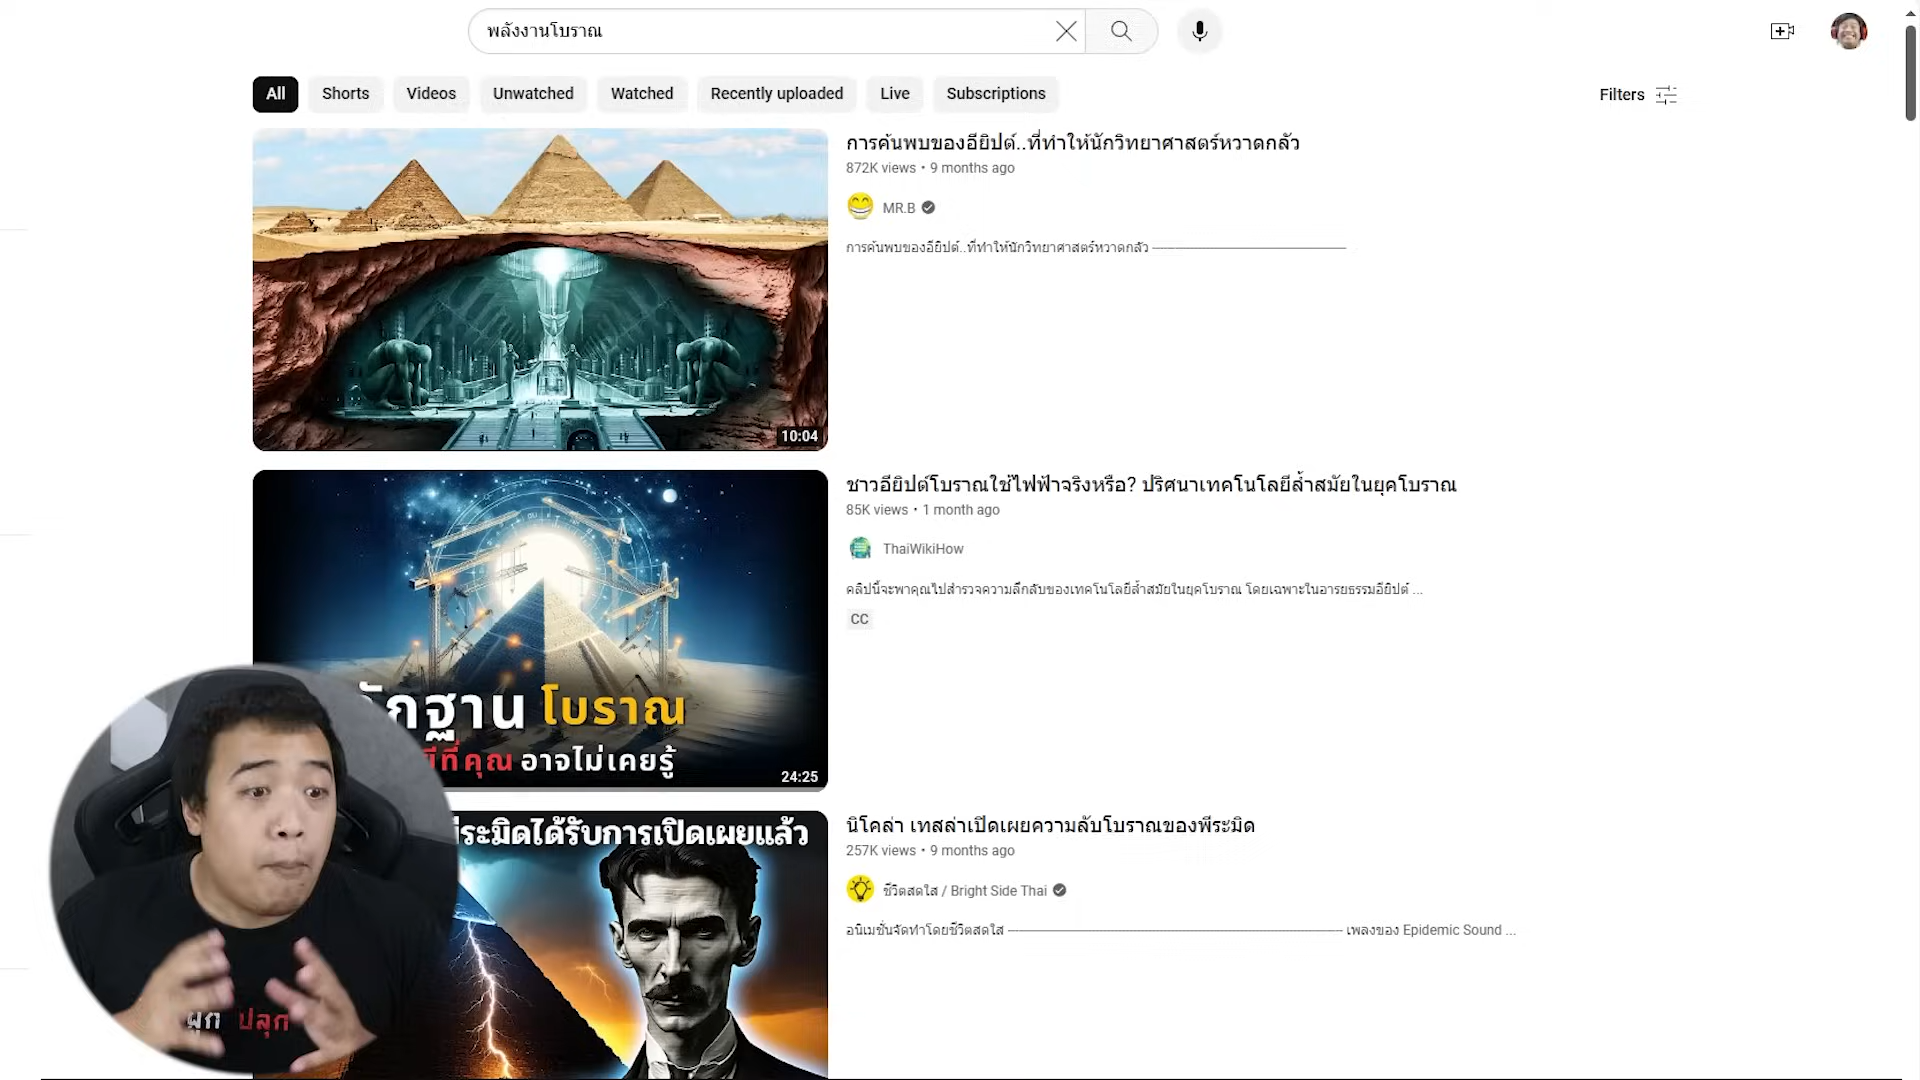 พลังงานโบราณ
All
Shorts
Videos
Unwatched
Watched
Recently uploaded
Live
Subscriptions
Filters
10:04
การค้นพบของอียิปต์..ที่ทำให้นักวิทยาศาสตร์หวาดกลัว
872K views • 9 months ago
MR.B
การค้นพบของอียิปต์..ที่ทำให้นักวิทยาศาสตร์หวาดกลัว
โบราณ
ที่คุณ อาจไม่เคยรู้
24:25
ชาวอียิปต์โบราณใช้ไฟฟ้าจริงหรือ? ปริศนาเทคโนโลยีล้ำสมัยในยุคโบราณ
85K views • 1 month ago
ThaiWikiHow
คลิปนี้จะพาคุณไปสำรวจความลึกลับของเทคโนโลยีล้ำสมัยในยุคโบราณ โดยเฉพาะในอารยธรรมอียิปต์ ...
CC
ระมิดได้รับการเปิดเผยแล้ว
นิโคล่า เทสล่าเปิดเผยความลับโบราณของพีระมิด
257K views • 9 months ago
ชีวิตสดใส / Bright Side Thai
อนิเมชั่นจัดทำโดยชีวิตสดใส เพลงของ Epidemic Sound ...
ปลุก